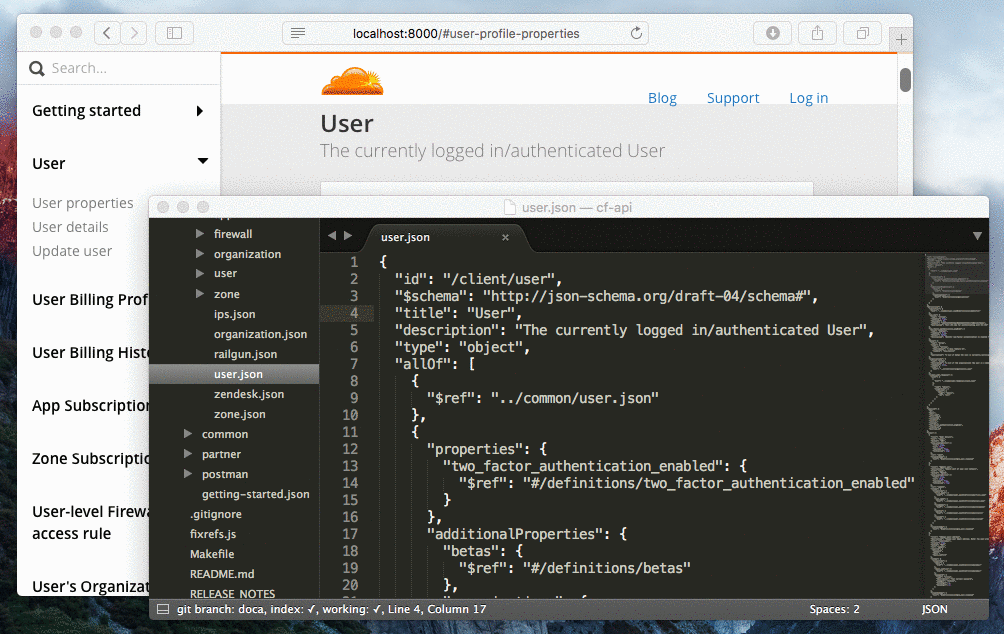 localhost:8000/#user-profile-properties
Search...
Getting started
User
User properties
User details
Update user
User Billing Prof
User Billing Hist
App Subscription
Zone Subscriptic
User-level Firewa
access rule
User's Organizat
Blog
Support
Log in
User
The currently logged in/authenticated User
user.json — cf-api
firewall
organization
user
zone
ips.json
organization.json
railgun.json
user.json
zendesk.json
zone.json
common
partner
postman
getting-started.json
.gitignore
fixrefs.js
Makefile
README.md
RELEASE_NOTES
user.json
1 {
2 "id": "/client/user",
3 "$schema": "http://json-schema.org/draft-04/schema#",
4 "title": "User",
5 "description": "The currently logged in/authenticated User",
6 "type": "object",
7 "allOf": [
8 {
9 "$ref": "../common/user.json"
10 },
11 {
12 "properties": {
13 "two_factor_authentication_enabled": {
14 "$ref": "#/definitions/two_factor_authentication_enabled"
15 }
16 },
17 "additionalProperties": {
18 "betas": {
19 "$ref": "#/definitions/betas"
20 },
git branch: doca, index: ✓, working: ✓, Line 4, Column 17
Spaces: 2
JSON